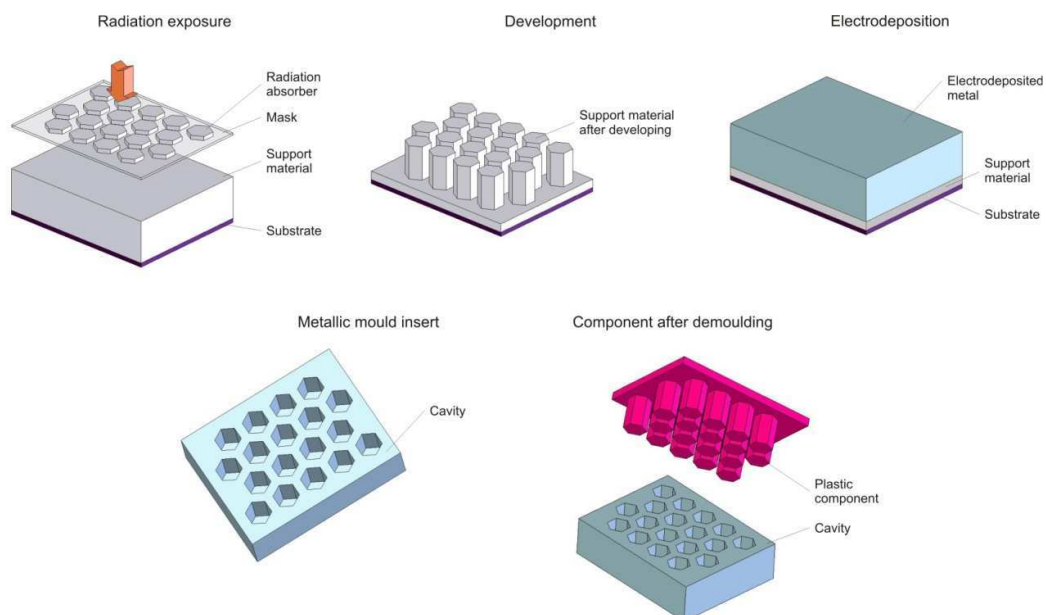 Radiation exposure
Development
Electrodeposition
Radiation
absorber
Mask
Support
material
Substrate
Support material
after developing
Electrodeposited
metal
Support
material
Substrate
Metallic mould insert
Component after demoulding
Cavity
Plastic
component
Cavity